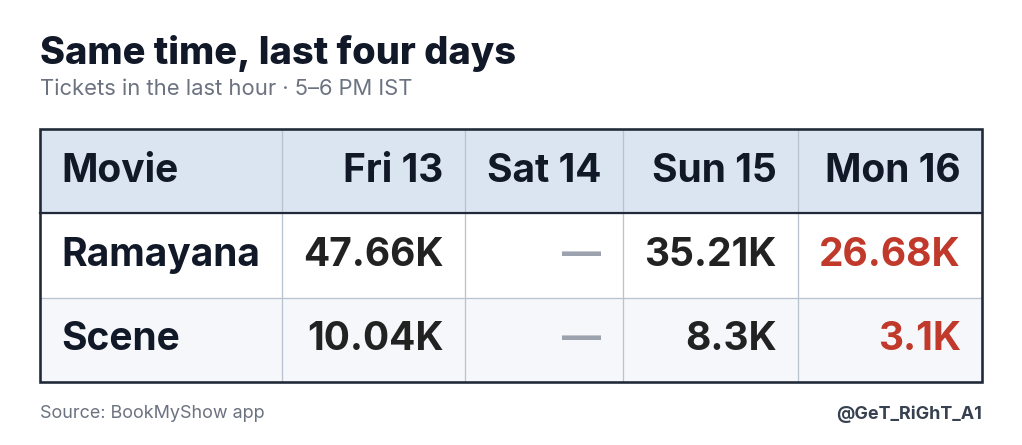 Same time, last four days
Tickets in the last hour · 5–6 PM IST
Movie Fri 13 Sat 14 Sun 15 Mon 16
Ramayana 47.66K — 35.21K 26.68K
Scene 10.04K — 8.3K 3.1K
Source: BookMyShow app @GeT_RiGhT_A1